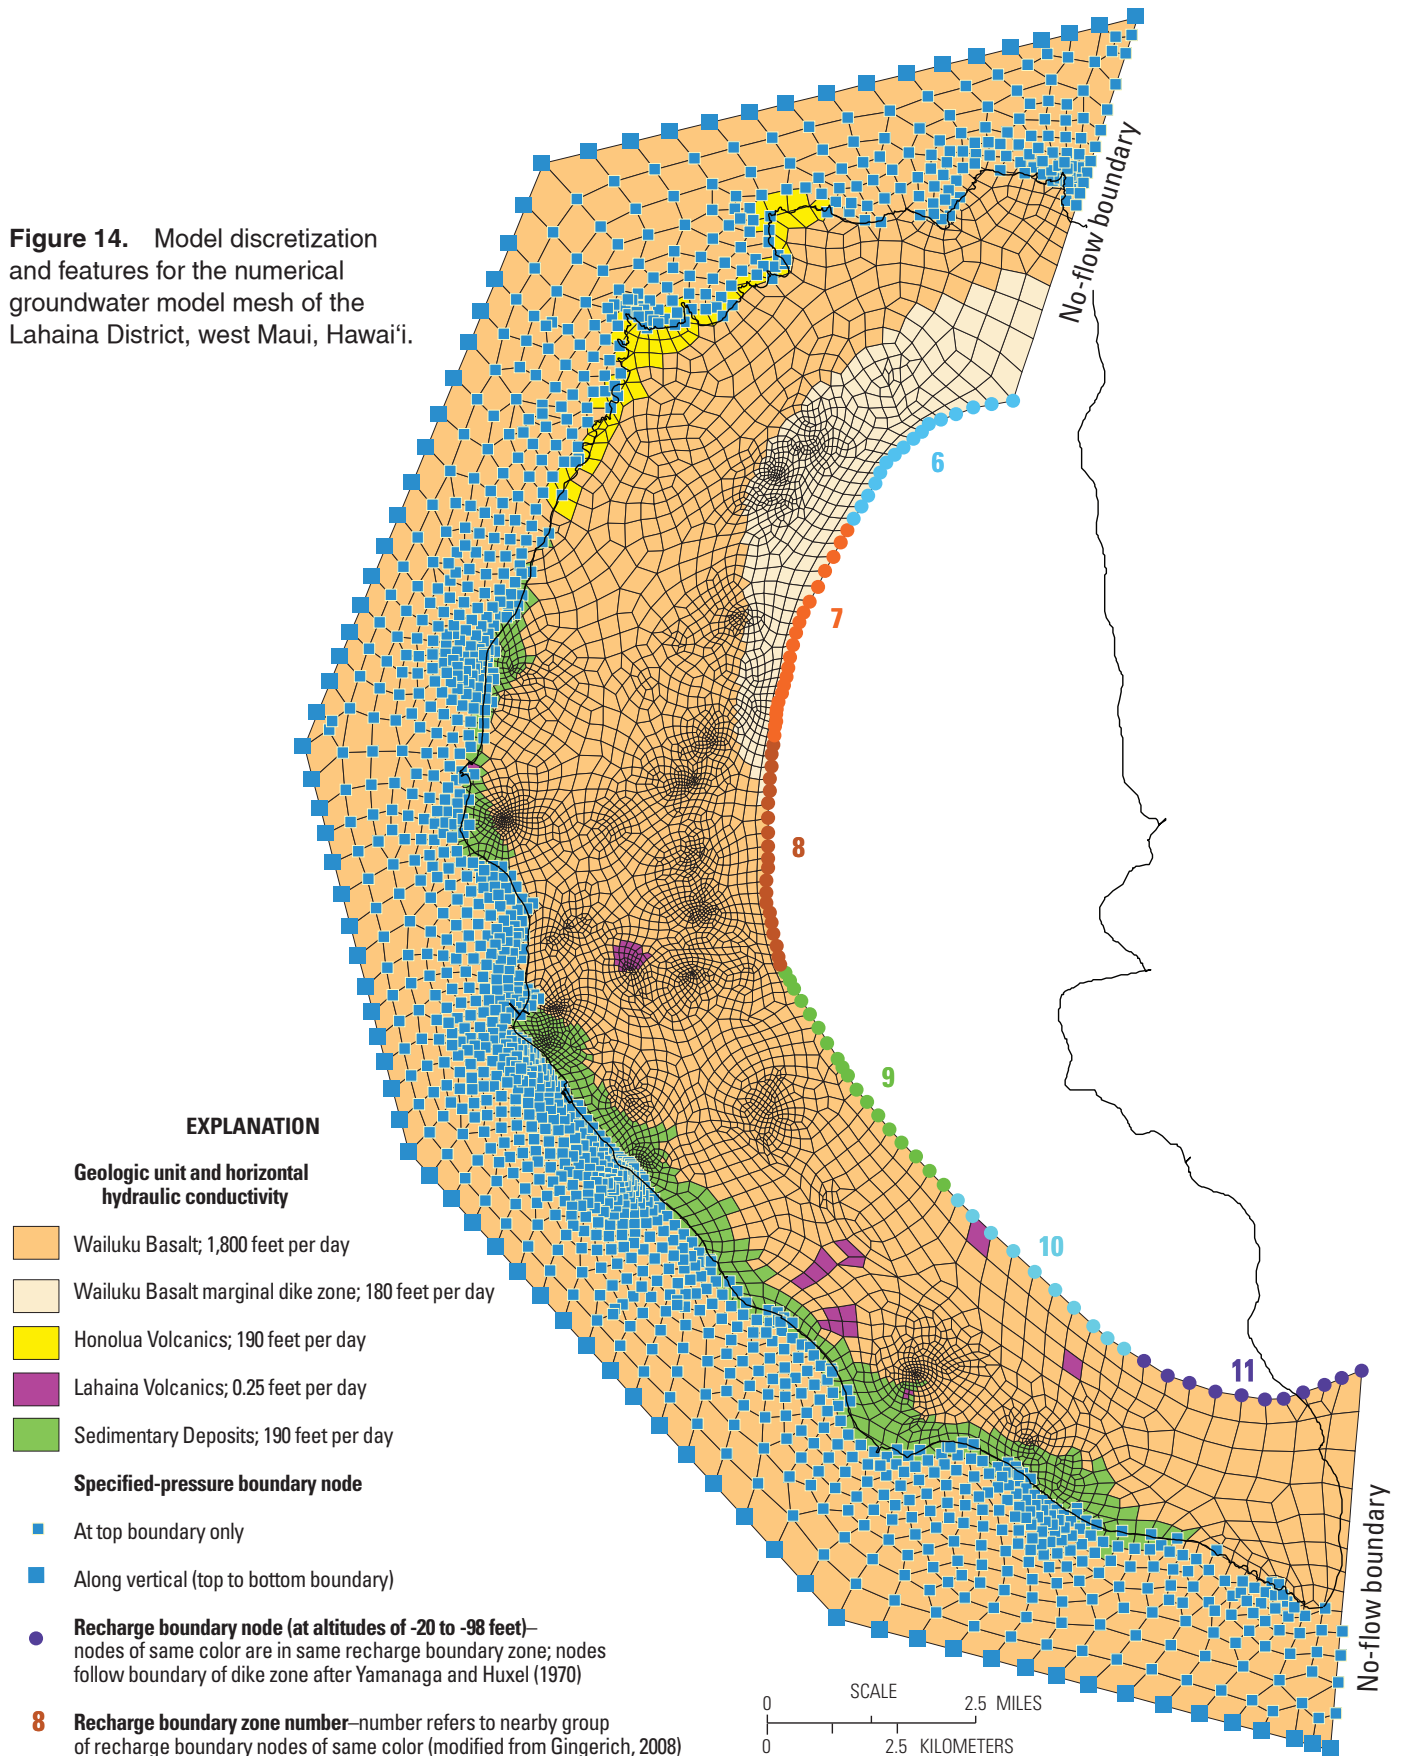 Figure 14. Model discretization
and features for the numerical
groundwater model mesh of the
Lahaina District, west Maui, Hawai‘i.
No-flow boundary
6
7
8
9
10
11
No-flow boundary
EXPLANATION
Geologic unit and horizontal
hydraulic conductivity
Wailuku Basalt; 1,800 feet per day
Wailuku Basalt marginal dike zone; 180 feet per day
Honolua Volcanics; 190 feet per day
Lahaina Volcanics; 0.25 feet per day
Sedimentary Deposits; 190 feet per day
Specified-pressure boundary node
At top boundary only
Along vertical (top to bottom boundary)
Recharge boundary node (at altitudes of -20 to -98 feet)–
nodes of same color are in same recharge boundary zone; nodes
follow boundary of dike zone after Yamanaga and Huxel (1970)
8 Recharge boundary zone number–number refers to nearby group
of recharge boundary nodes of same color (modified from Gingerich, 2008)
SCALE
0 2.5 MILES
0 2.5 KILOMETERS